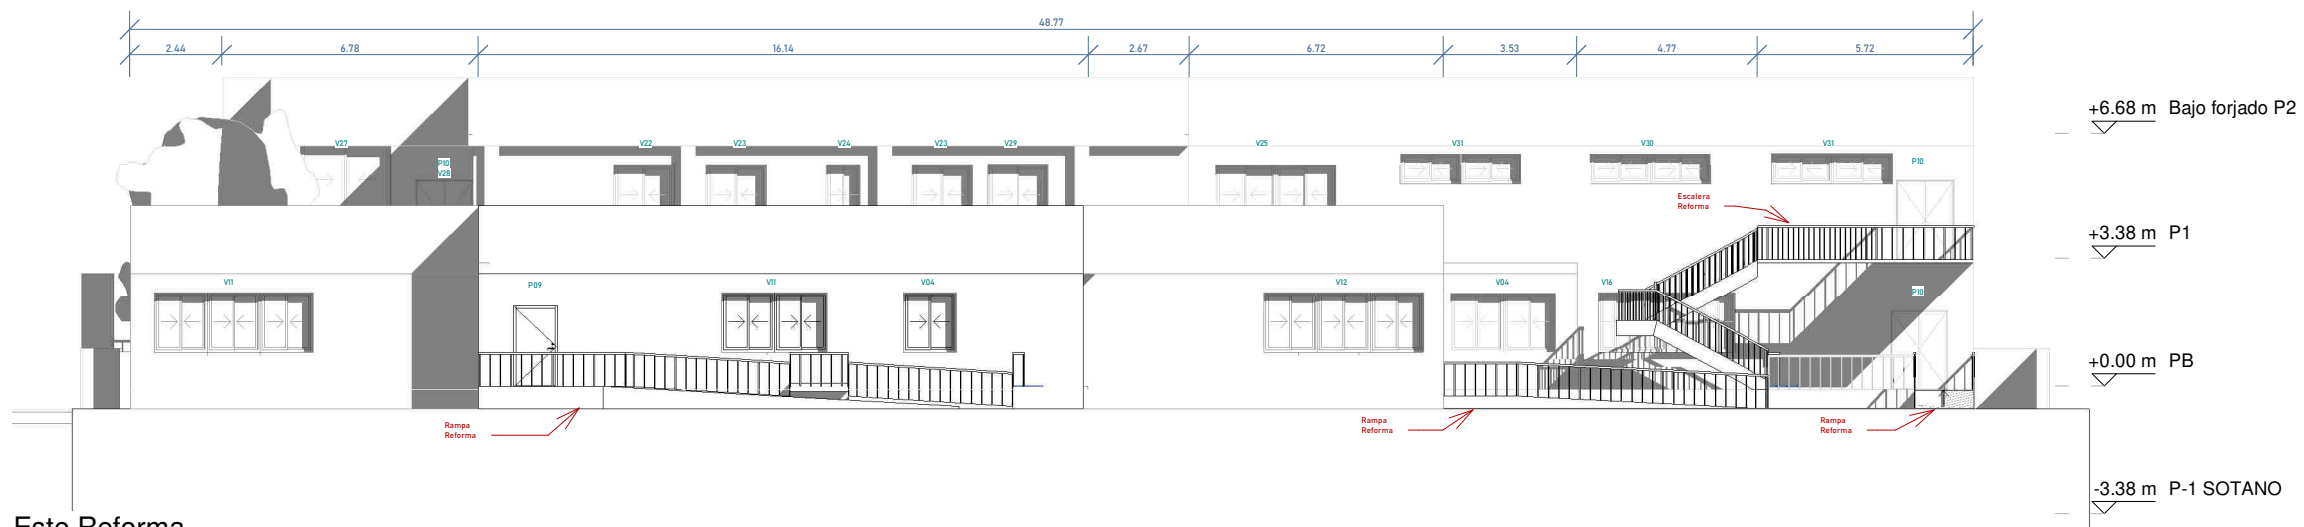 48.77
2.44 6.78 16.14 2.67 6.72 3.53 4.77 5.72
+6.68 m Bajo forjado P2
V27 V22 V23 V24 V23 V29 V25 V31 V30 V31
P10
V28
P10
Escalera
Reforma
+3.38 m P1
V11 P09 V11 V04 V12 V04 V16
P10
+0.00 m PB
Rampa
Reforma
Rampa
Reforma
Rampa
Reforma
-3.38 m P-1 SOTANO
Este Reforma